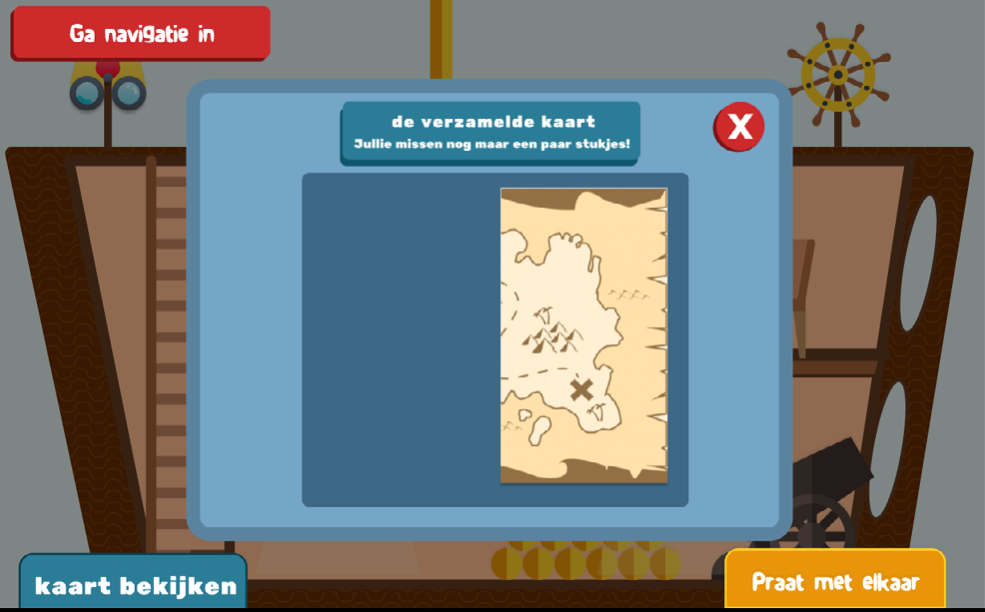 Ga navigatie in
de verzamelde kaart
Jullie missen nog maar een paar stukjes!
X
kaart bekijken
Praat met elkaar